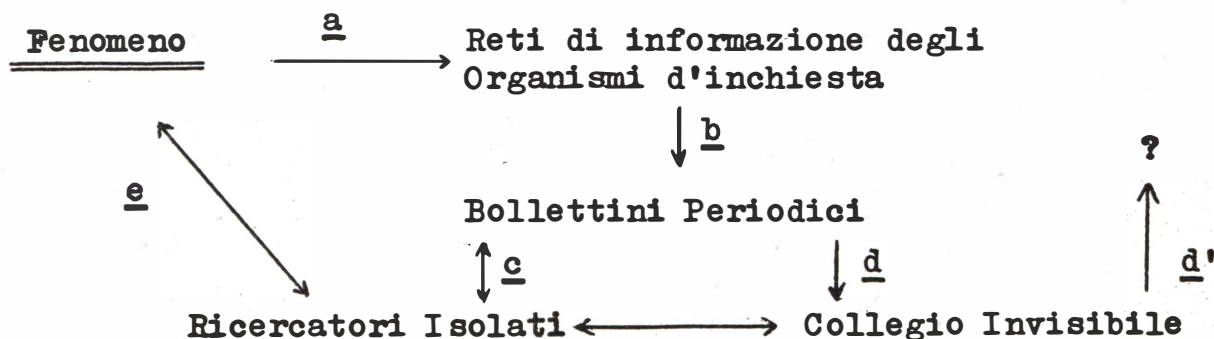 a
Fenomeno
Reti di informazione degli
Organismi d'inchiesta
b
?
e
Bollettini Periodici
c
d
d'
Ricercatori Isolati
Collegio Invisibile